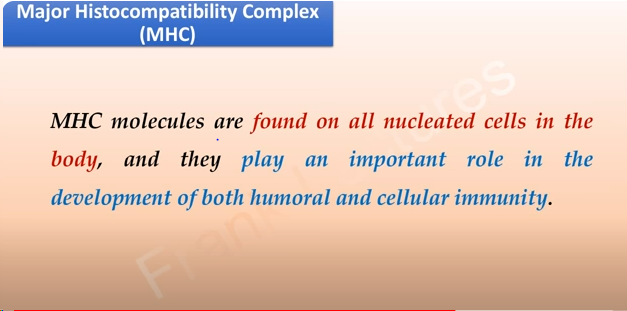 Major Histocompatibility Complex
(MHC)
MHC molecules are found on all nucleated cells in the
body, and they play an important role in the
development of both humoral and cellular immunity.